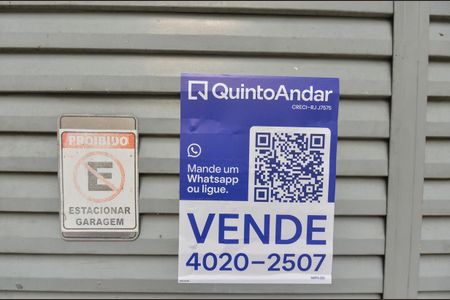 PROIBIDO
E
ESTACIONAR
GARAGEM
QuintoAndar
CRECI-RJ J7575
Mande um
Whatsapp
ou ligue.
VENDE
4020-2507